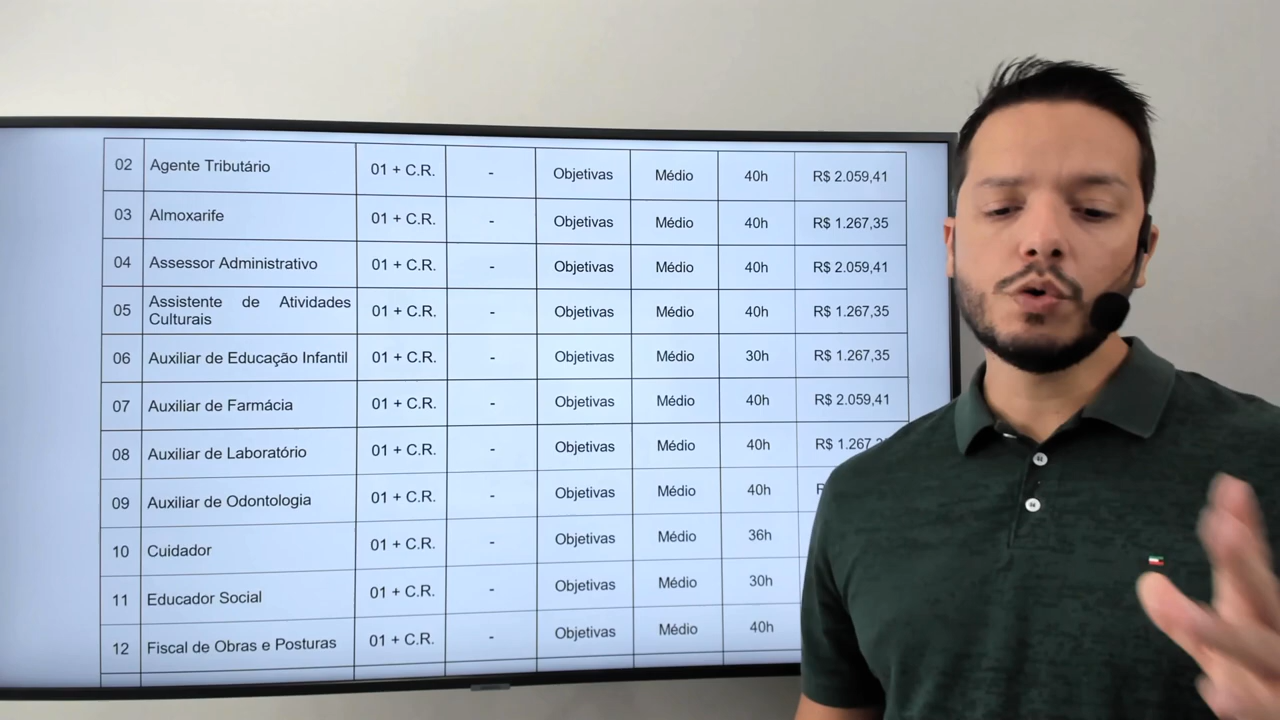 02 Agente Tributário 01 + C.R. - Objetivas Médio 40h R$ 2.059,41
03 Almoxarife 01 + C.R. - Objetivas Médio 40h R$ 1.267,35
04 Assessor Administrativo 01 + C.R. - Objetivas Médio 40h R$ 2.059,41
05 Assistente de Atividades
Culturais 01 + C.R. - Objetivas Médio 40h R$ 1.267,35
06 Auxiliar de Educação Infantil 01 + C.R. - Objetivas Médio 30h R$ 1.267,35
07 Auxiliar de Farmácia 01 + C.R. - Objetivas Médio 40h R$ 2.059,41
08 Auxiliar de Laboratório 01 + C.R. - Objetivas Médio 40h R$
09 Auxiliar de Odontologia 01 + C.R. - Objetivas Médio 40h
10 Cuidador 01 + C.R. - Objetivas Médio 36h
11 Educador Social 01 + C.R. - Objetivas Médio 30h
12 Fiscal de Obras e Posturas 01 + C.R. - Objetivas Médio 40h